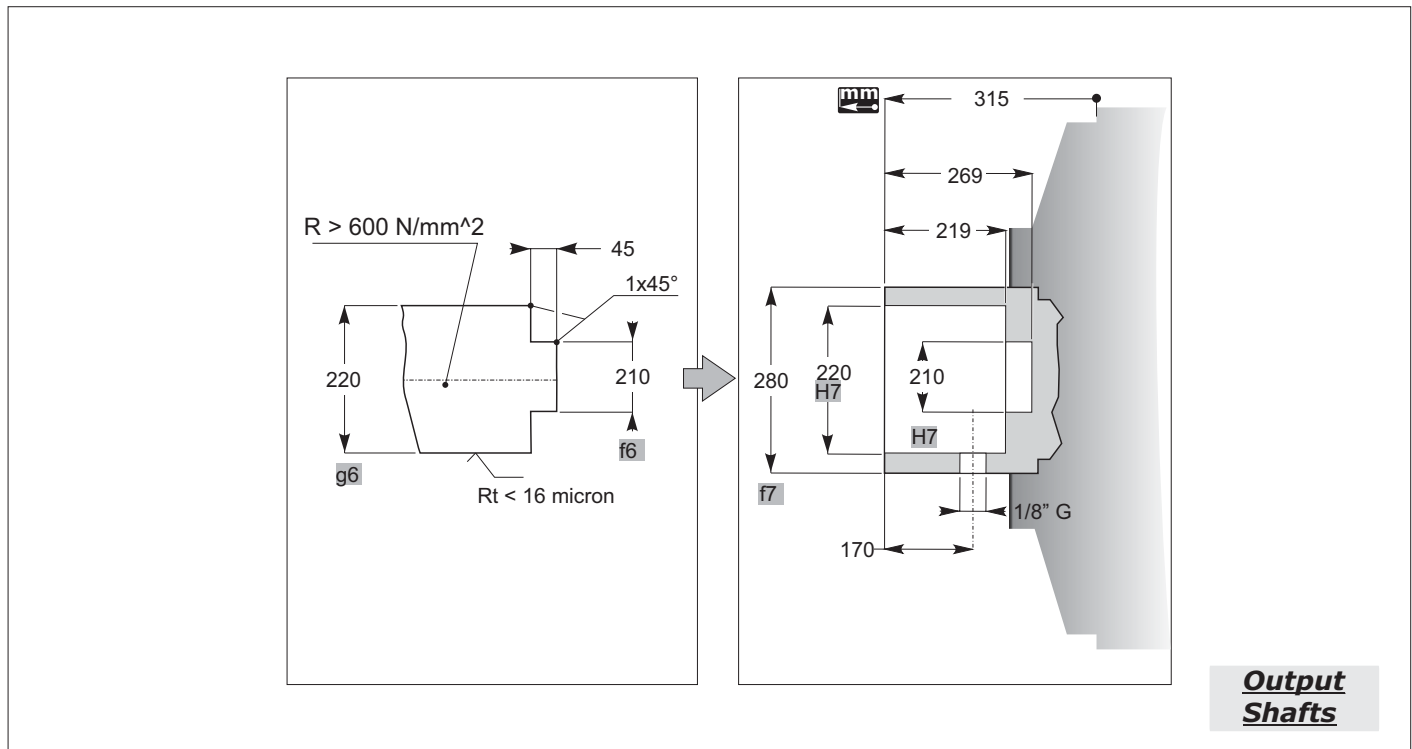 R > 600 N/mm^2
45
1x45°
220
g6
210
f6
Rt < 16 micron
mm
315
269
219
280
f7
220
H7
210
H7
1/8” G
170
Output
Shafts